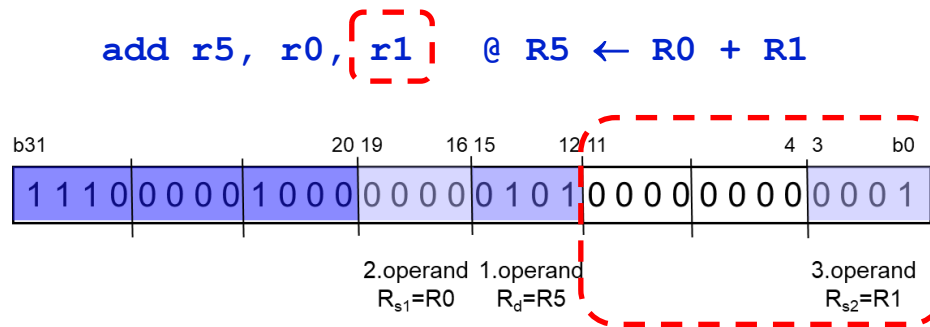 add r5, r0, r1 @ R5 ← R0 + R1
b31 20 19 16 15 12 11 4 3 b0
1 1 1 0 0 0 0 0 1 0 0 0 0 0 0 0 0 1 0 1 0 0 0 0 0 0 0 0 0 0 0 1
2.operand 1.operand 3.operand
Rs1=R0 Rd=R5 Rs2=R1